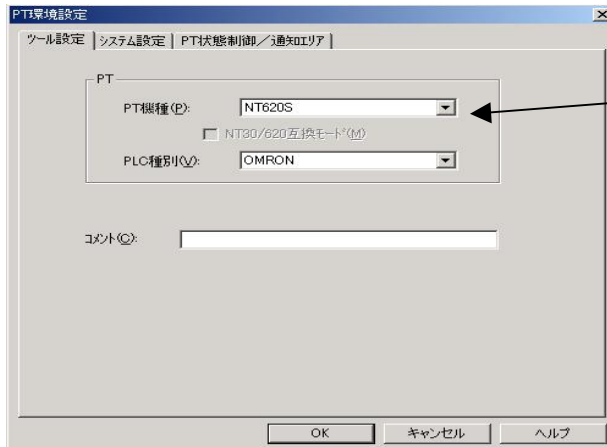 PT環境設定
ツール設定 システム設定 PT状態制御／通知エリア
PT
PT機種(P): NT620S
NT30/620互換モード(M)
PLC種別(V): OMRON
コメント(C):
OK キャンセル ヘルプ